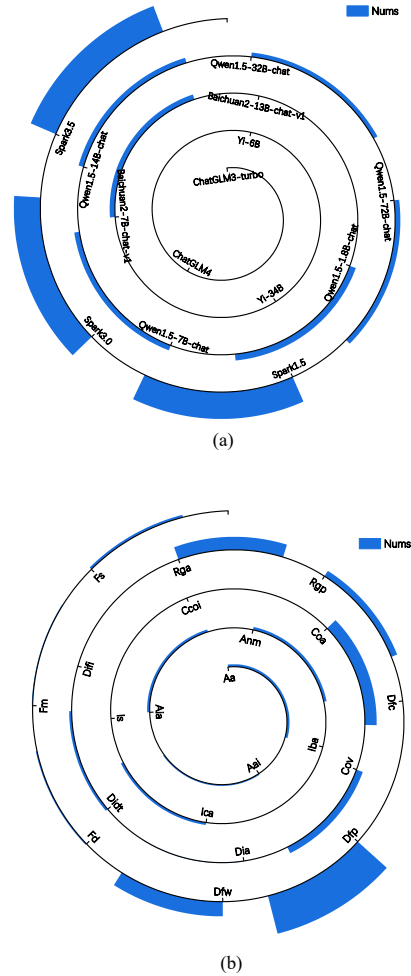 Nums
Qwen1.5-32B-chat
Baichuan2-13B-chat-v1
Yi-6B
ChatGLM3-turbo
Spark3.5
Qwen1.5-14B-chat
Baichuan2-7B-chat-v1
Qwen1.5-72B-chat
Qwen1.5-1.8B-chat
ChatGLM4
Yi-34B
Spark3.0
Qwen1.5-7B-chat
Spark1.5
(a)
Nums
Fs
Rga
Rgp
Ccoi
Coa
Anm
Aa
Difi
Dfc
Fm
Is
Ala
Iba
Cov
Aai
Didt
Ica
Fd
Dia
Dfp
Dfw
(b)